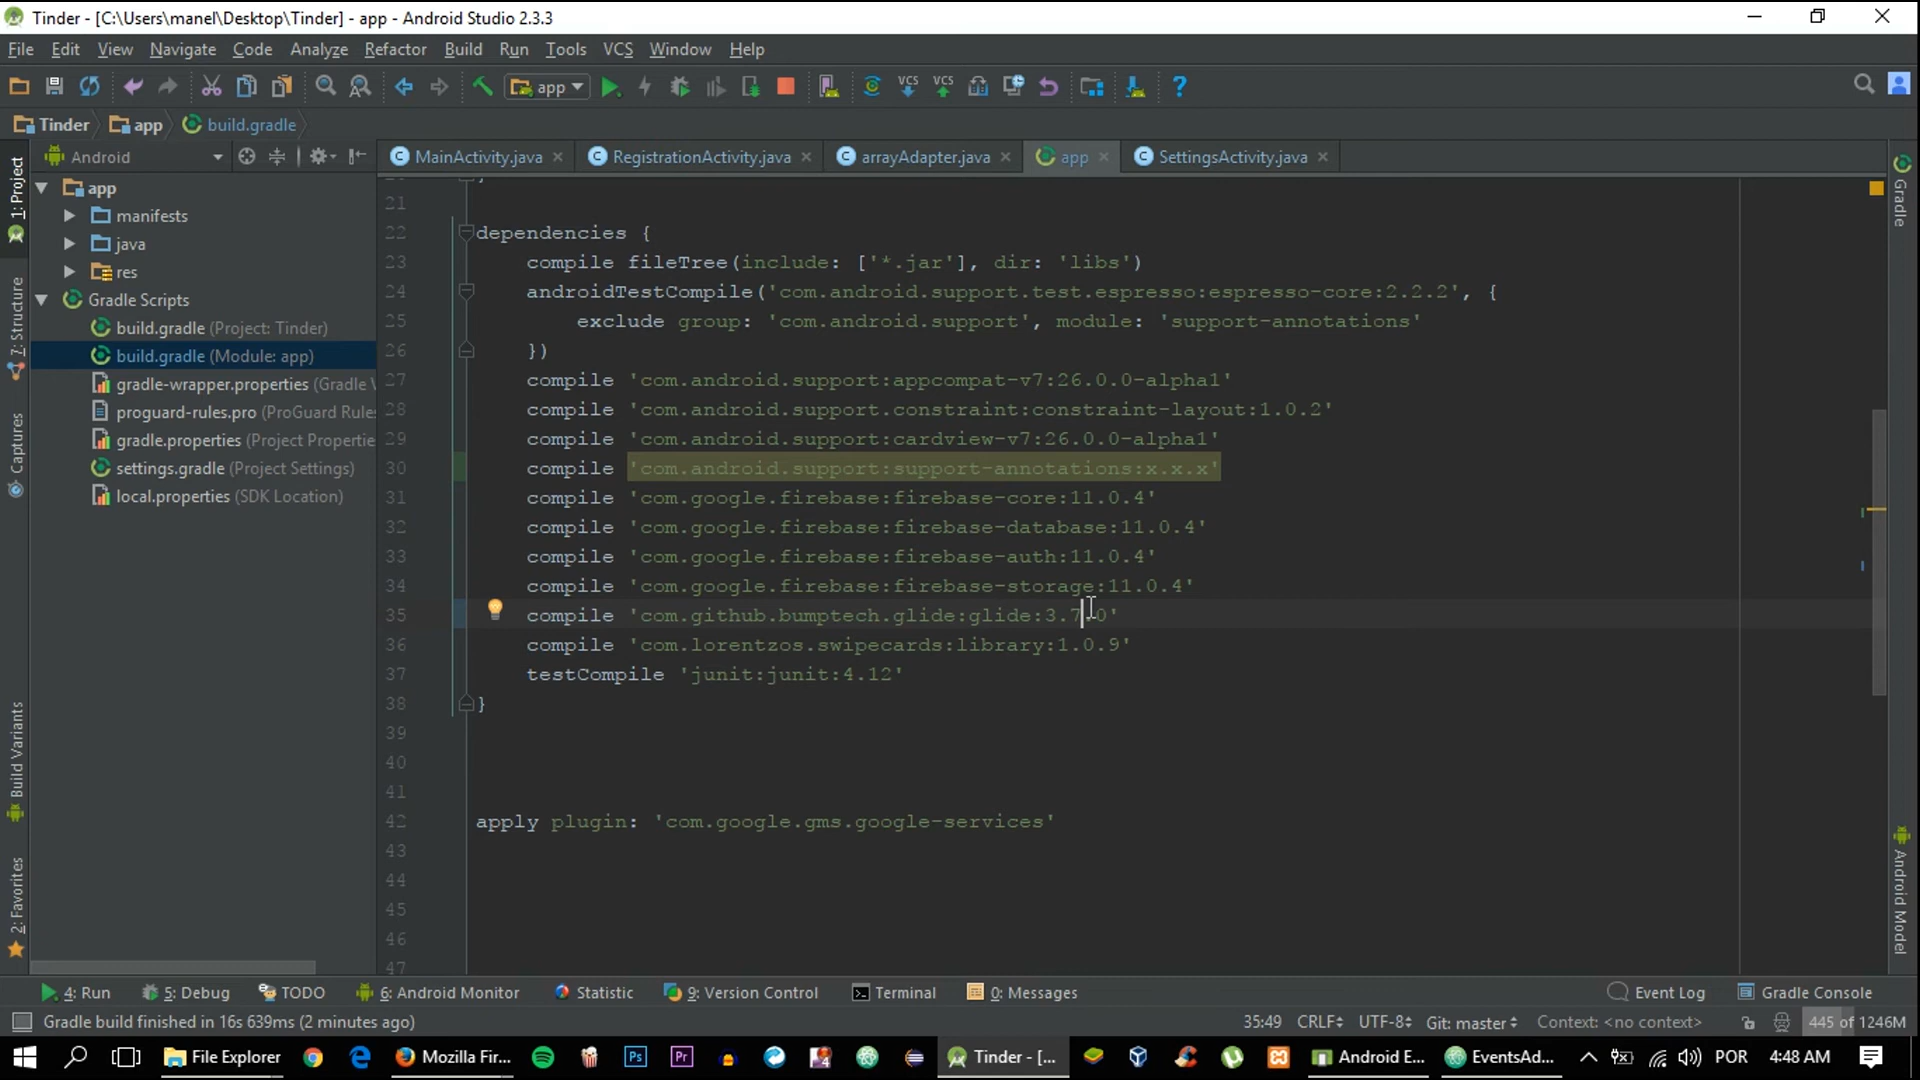 Tinder - [C:\Users\manel\Desktop\Tinder] - app - Android Studio 2.3.3
File Edit View Navigate Code Analyze Refactor Build Run Tools VCS Window Help
app VCS VCS
Tinder app build.gradle
Android MainActivity.java RegistrationActivity.java arrayAdapter.java app SettingsActivity.java
1: Project
7: Structure
Captures
Build Variants
2: Favorites
app
manifests
java
res
Gradle Scripts
build.gradle (Project: Tinder)
build.gradle (Module: app)
gradle-wrapper.properties (Gradle V
proguard-rules.pro (ProGuard Rules
gradle.properties (Project Propertie
settings.gradle (Project Settings)
local.properties (SDK Location)
21
22 dependencies {
23 compile fileTree(include: ['*.jar'], dir: 'libs')
24 androidTestCompile('com.android.support.test.espresso:espresso-core:2.2.2', {
25 exclude group: 'com.android.support', module: 'support-annotations'
26 })
27 compile 'com.android.support:appcompat-v7:26.0.0-alpha1'
28 compile 'com.android.support.constraint:constraint-layout:1.0.2'
29 compile 'com.android.support:cardview-v7:26.0.0-alpha1'
30 compile 'com.android.support:support-annotations:x.x.x'
31 compile 'com.google.firebase:firebase-core:11.0.4'
32 compile 'com.google.firebase:firebase-database:11.0.4'
33 compile 'com.google.firebase:firebase-auth:11.0.4'
34 compile 'com.google.firebase:firebase-storage:11.0.4'
35 compile 'com.github.bumptech.glide:glide:3.7.0'
36 compile 'com.lorentzos.swipecards:library:1.0.9'
37 testCompile 'junit:junit:4.12'
38 }
39
40
41
42 apply plugin: 'com.google.gms.google-services'
43
44
45
46
47
Gradle
Android Model
4: Run 5: Debug TODO 6: Android Monitor Statistic 9: Version Control Terminal 0: Messages Event Log Gradle Console
Gradle build finished in 16s 639ms (2 minutes ago) 35:49 CRLF UTF-8 Git: master Context: <no context> 445 of 1246M
File Explorer Mozilla Fir... Ps Pr Tinder - [... Android E... EventsAd... POR 4:48 AM